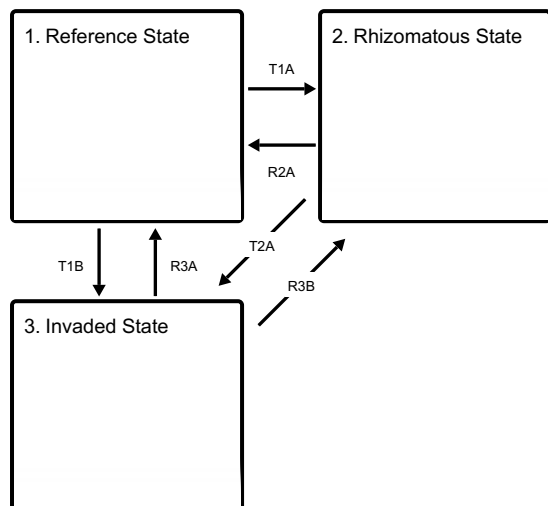 1. Reference State
2. Rhizomatous State
T1A
R2A
T2A
T1B
R3A
R3B
3. Invaded State